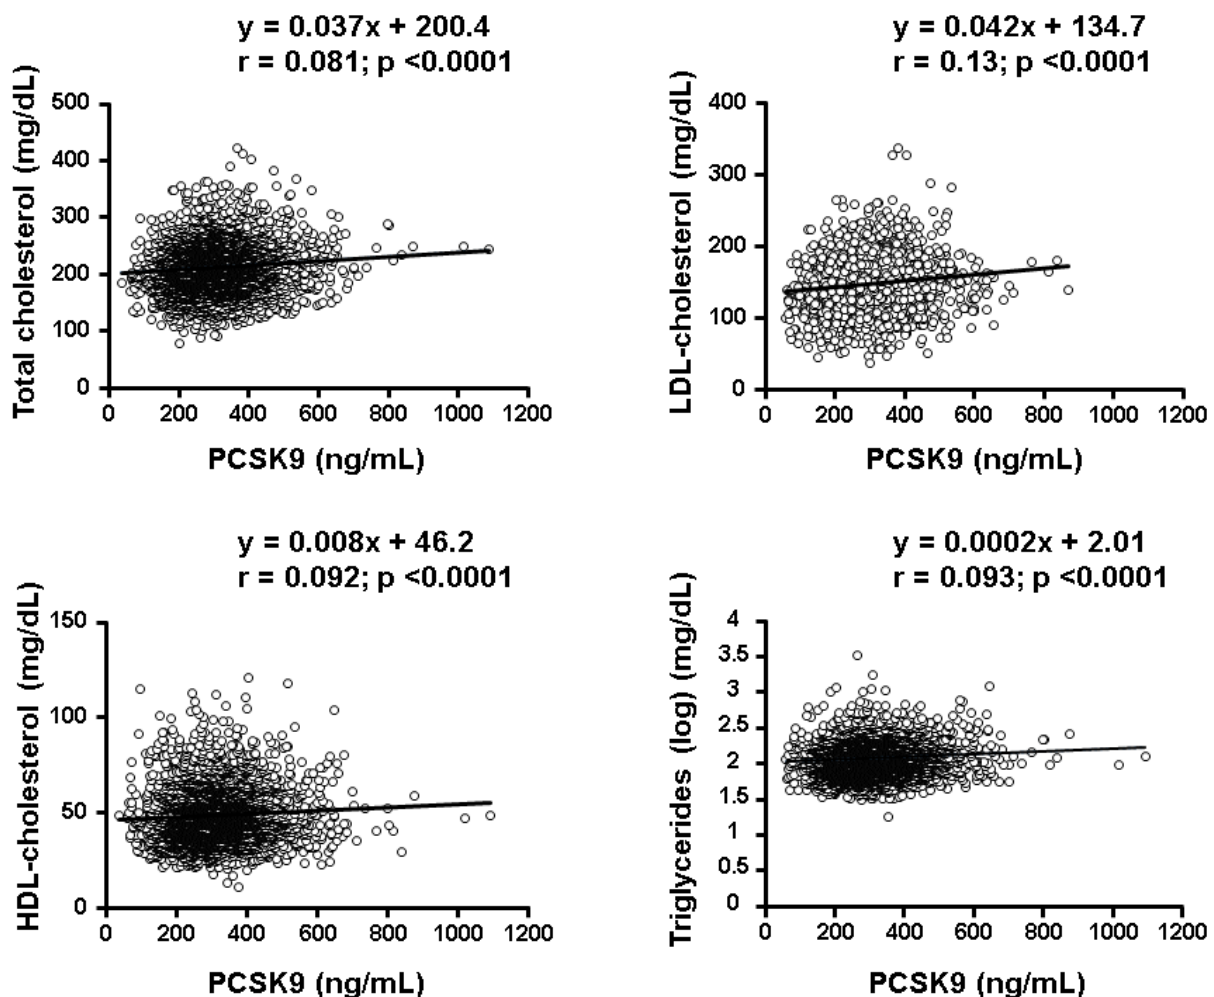 y = 0.037x + 200.4
r = 0.081; p <0.0001
Total cholesterol (mg/dL)
500
400
300
200
100
0
0 200 400 600 800 1000 1200
PCSK9 (ng/mL)
y = 0.042x + 134.7
r = 0.13; p <0.0001
LDL-cholesterol (mg/dL)
400
300
200
100
0
0 200 400 600 800 1000 1200
PCSK9 (ng/mL)
y = 0.008x + 46.2
r = 0.092; p <0.0001
HDL-cholesterol (mg/dL)
150
100
50
0
0 200 400 600 800 1000 1200
PCSK9 (ng/mL)
y = 0.0002x + 2.01
r = 0.093; p <0.0001
Triglycerides (log) (mg/dL)
4
3.5
3
2.5
2
1.5
1
0.5
0
0 200 400 600 800 1000 1200
PCSK9 (ng/mL)